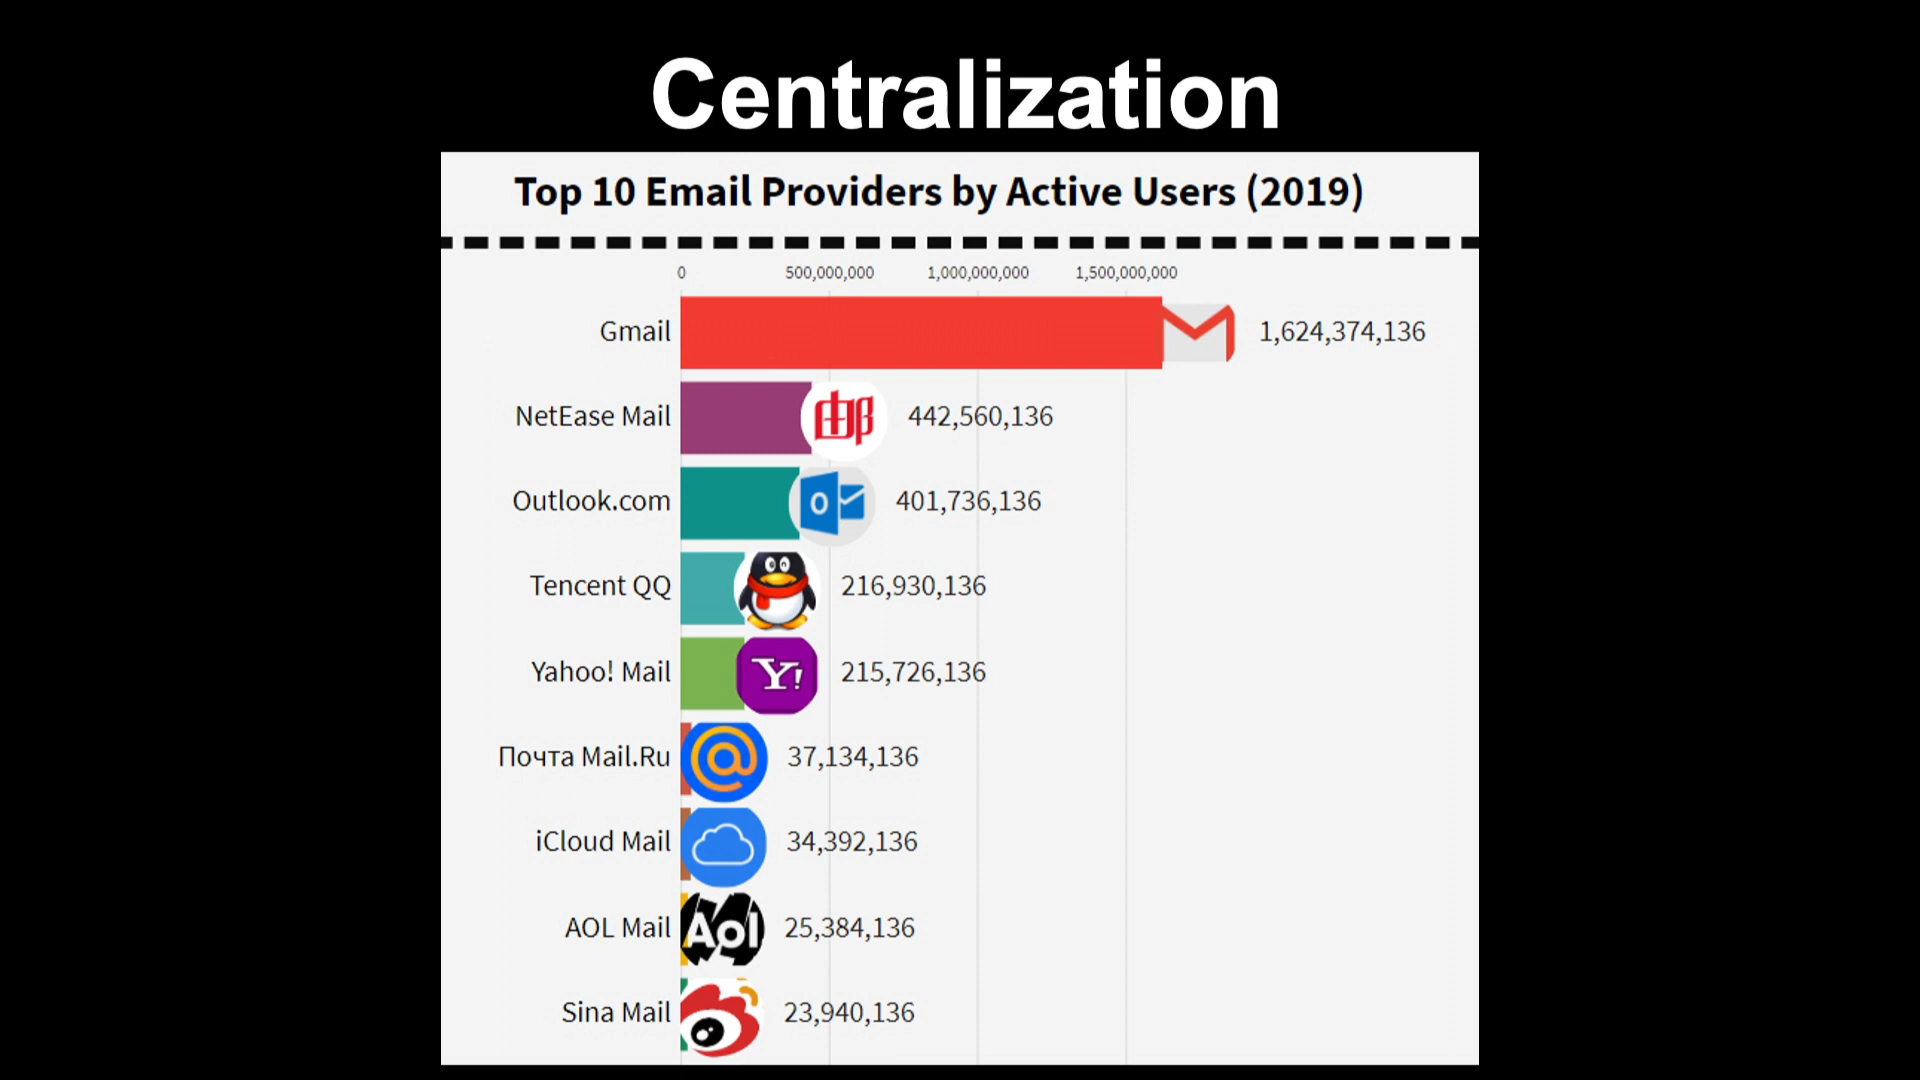 Centralization
Top 10 Email Providers by Active Users (2019)
0 500,000,000 1,000,000,000 1,500,000,000
Gmail 1,624,374,136
NetEase Mail 442,560,136
Outlook.com 401,736,136
Tencent QQ 216,930,136
Yahoo! Mail Y! 215,726,136
Почта Mail.Ru @ 37,134,136
iCloud Mail 34,392,136
AOL Mail Aol 25,384,136
Sina Mail 23,940,136